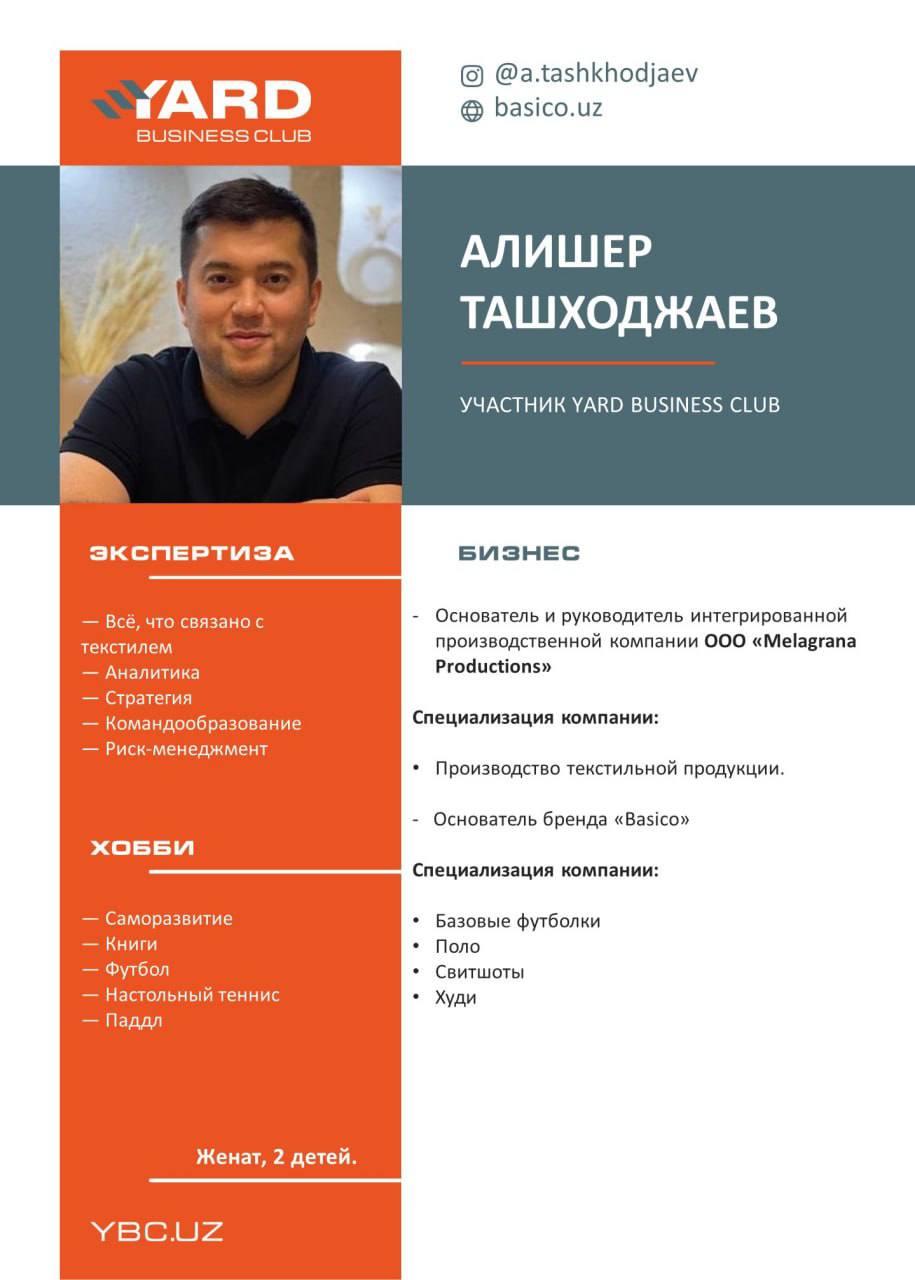 YARD
BUSINESS CLUB
@a.tashkhodjaev
basico.uz
АЛИШЕР
ТАШХОДЖАЕВ
УЧАСТНИК YARD BUSINESS CLUB
ЭКСПЕРТИЗА
— Всё, что связано с
текстилем
— Аналитика
— Стратегия
— Командообразование
— Риск-менеджмент
ХОББИ
— Саморазвитие
— Книги
— Футбол
— Настольный теннис
— Паддл
Женат, 2 детей.
YBC.UZ
БИЗНЕС
- Основатель и руководитель интегрированной
производственной компании ООО «Melagrana
Productions»
Специализация компании:
• Производство текстильной продукции.
- Основатель бренда «Basico»
Специализация компании:
• Базовые футболки
• Поло
• Свитшоты
• Худи